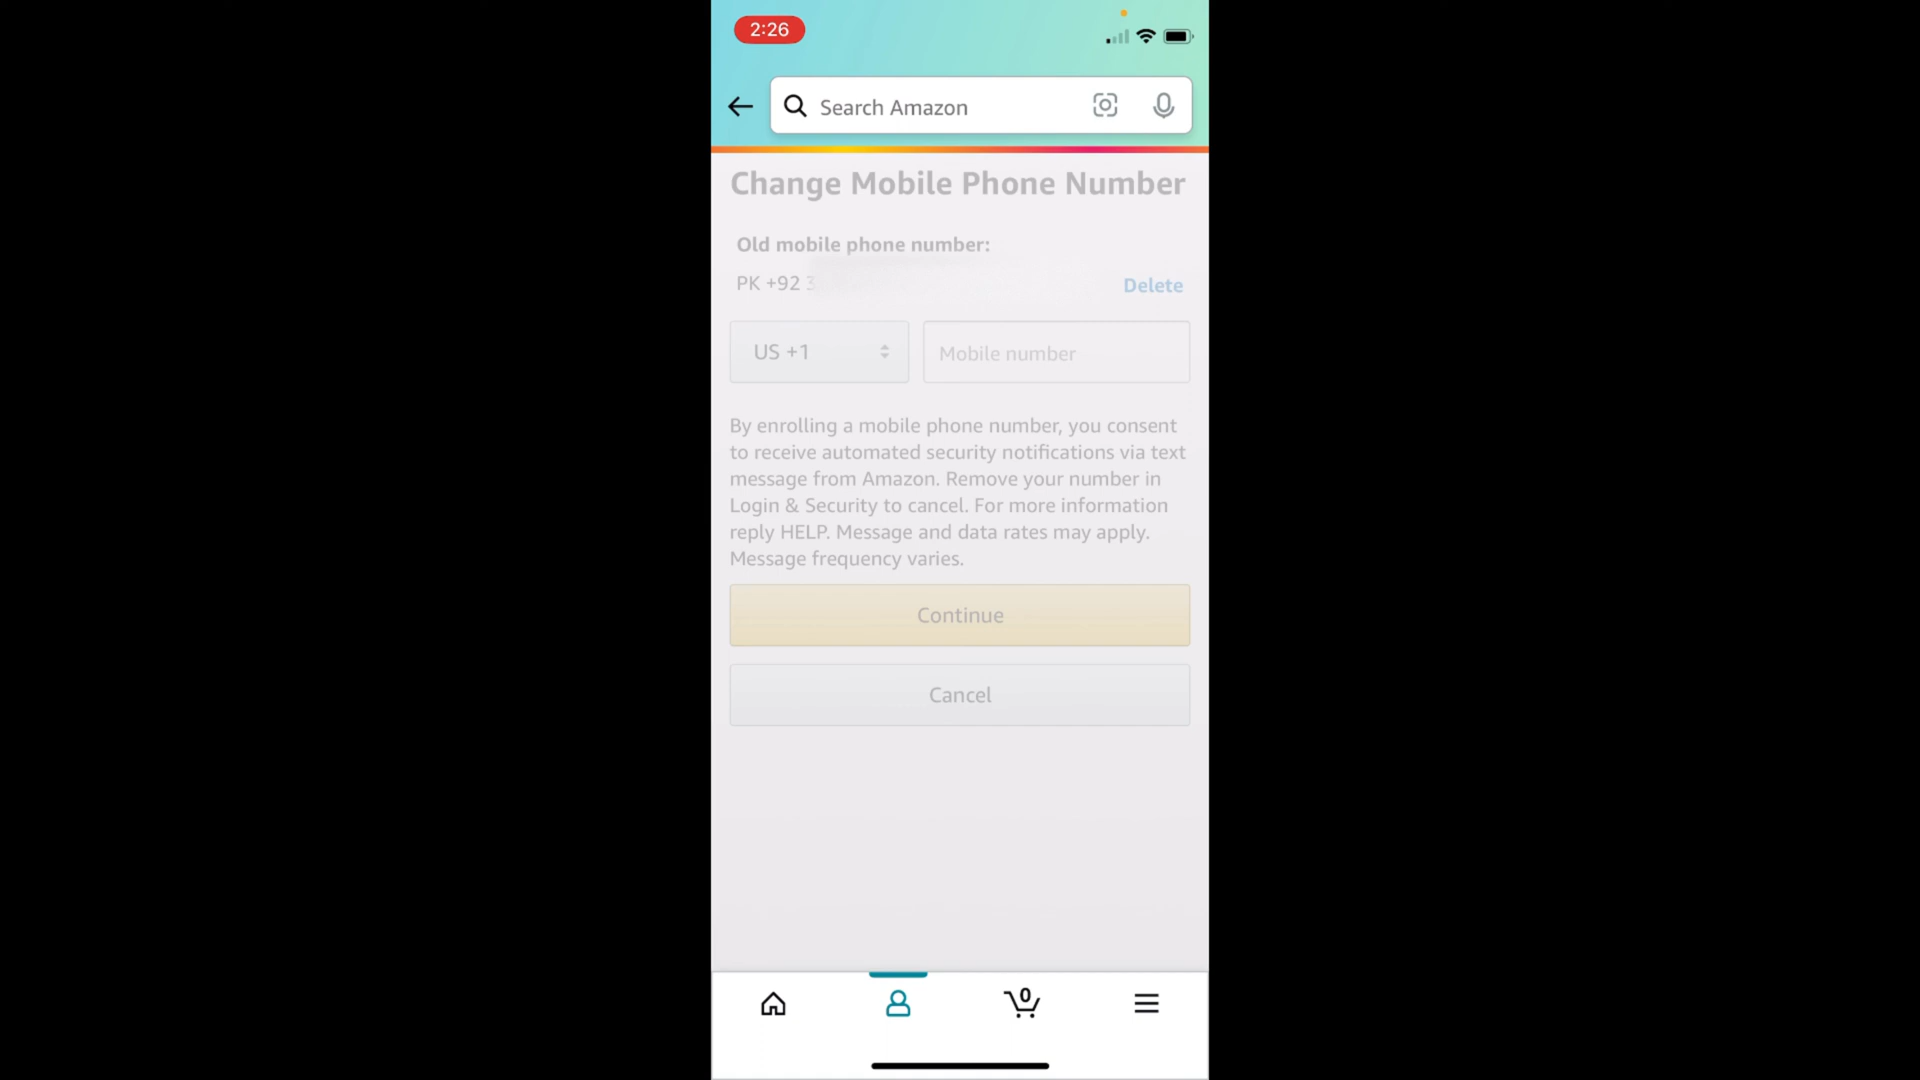 2:26
Search Amazon
Change Mobile Phone Number
Old mobile phone number:
PK +92 3
Delete
US +1
Mobile number
By enrolling a mobile phone number, you consent
to receive automated security notifications via text
message from Amazon. Remove your number in
Login & Security to cancel. For more information
reply HELP. Message and data rates may apply.
Message frequency varies.
Continue
Cancel
0